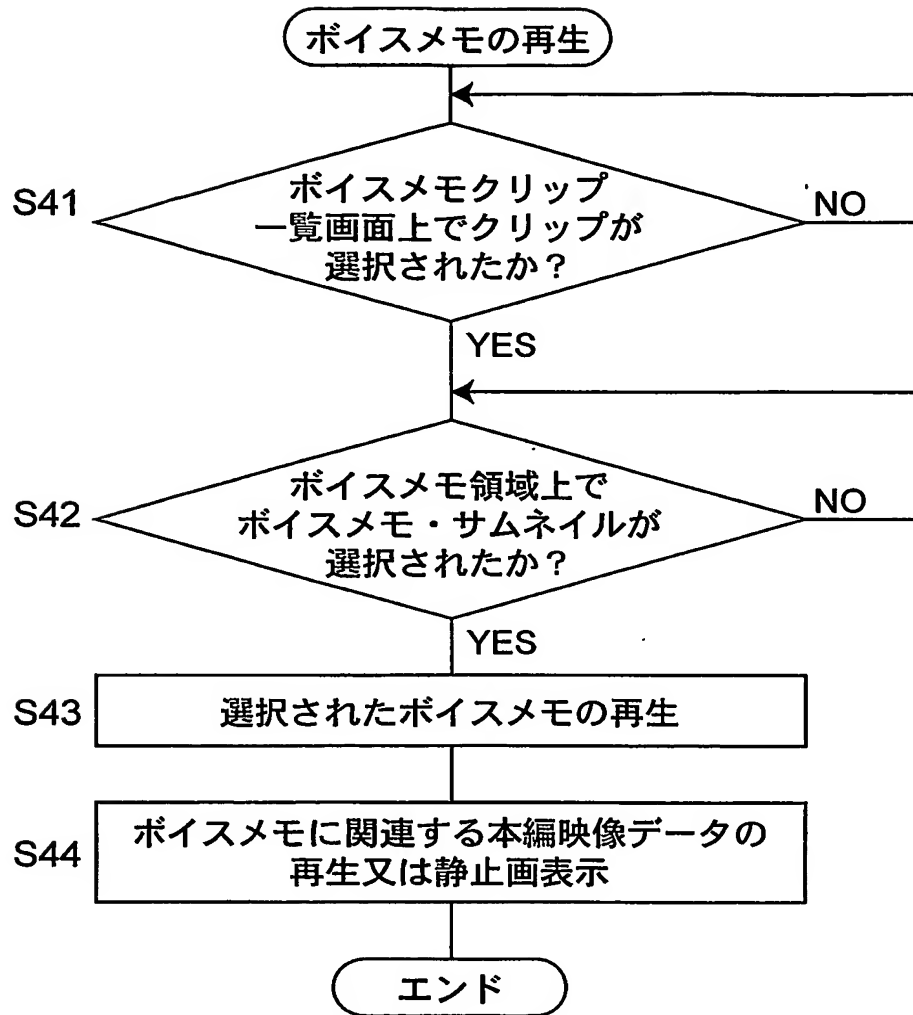 ボイスメモの再生
S41
ボイスメモクリップ
一覧画面上でクリップが
選択されたか？
NO
YES
S42
ボイスメモ領域上で
ボイスメモ・サムネイルが
選択されたか？
NO
YES
S43
選択されたボイスメモの再生
S44
ボイスメモに関連する本編映像データの
再生又は静止画表示
エンド